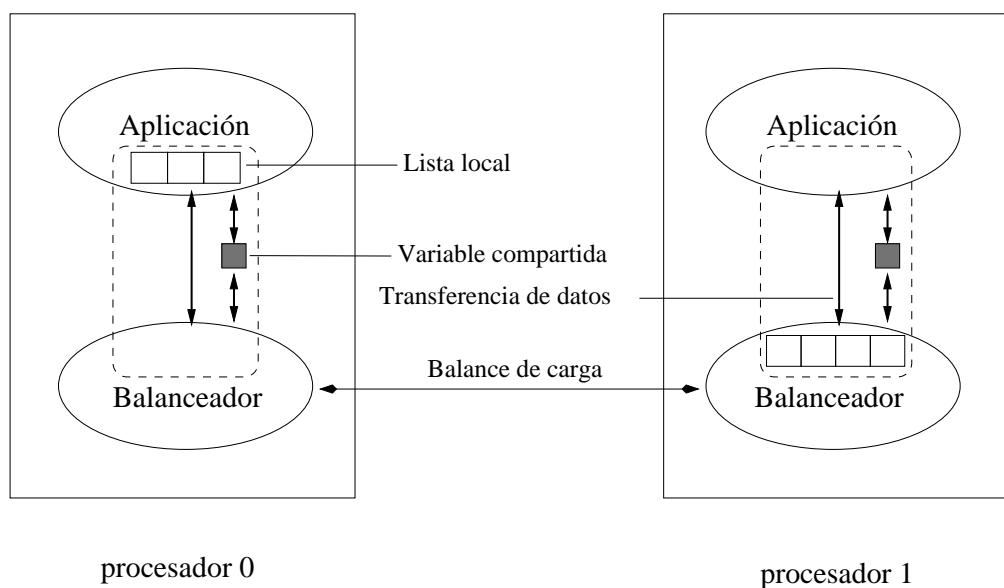 Aplicación
Aplicación
Lista local
Variable compartida
Transferencia de datos
Balance de carga
Balanceador
Balanceador
procesador 0
procesador 1